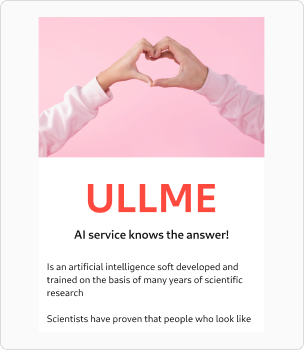 ULLME
AI service knows the answer!
Is an artificial intelligence soft developed and
trained on the basis of many years of scientific
research
Scientists have proven that people who look like